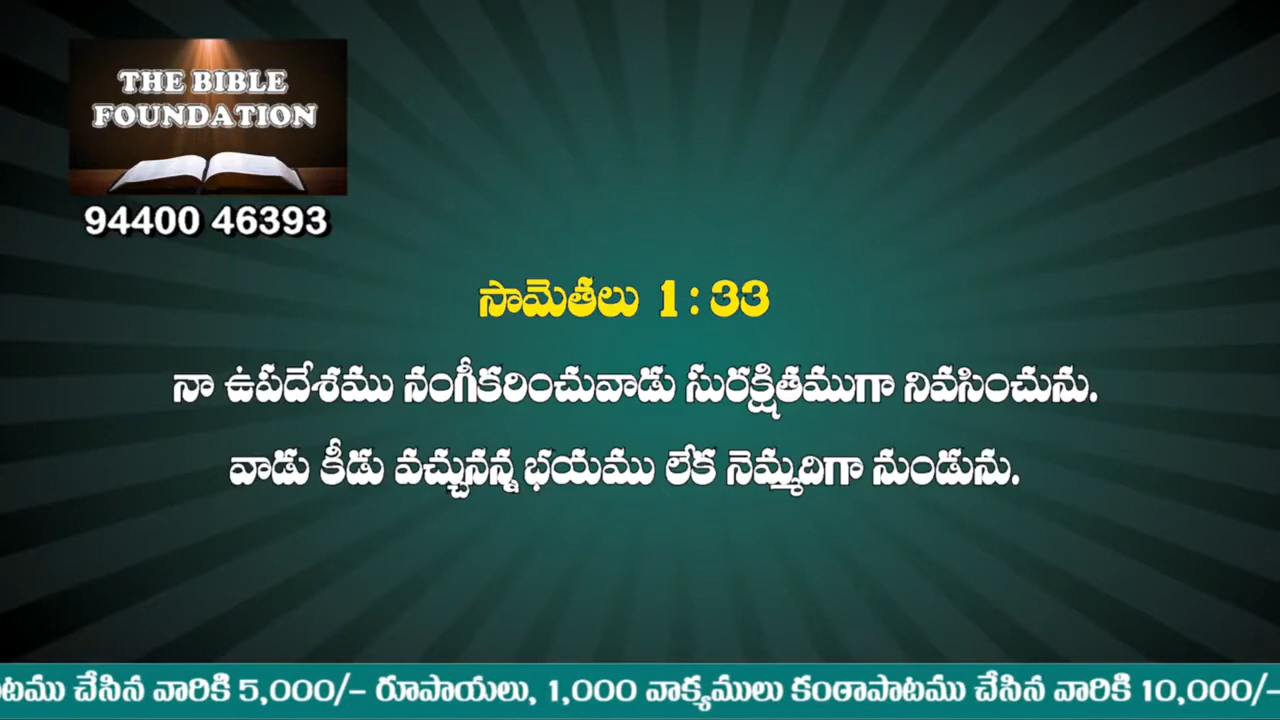 THE BIBLE
FOUNDATION
94400 46393
సామెతలు 1 : 33
నా ఉపదేశము నంగీకరించువాడు సురక్షితముగా నివసించును.
వాడు కీడు వచ్చునన్న భయము లేక నెమ్మదిగా నుండును.
టము చేసిన వారికి 5,000/- రూపాయలు, 1,000 వాక్యములు కంఠాపాటము చేసిన వారికి 10,000/-